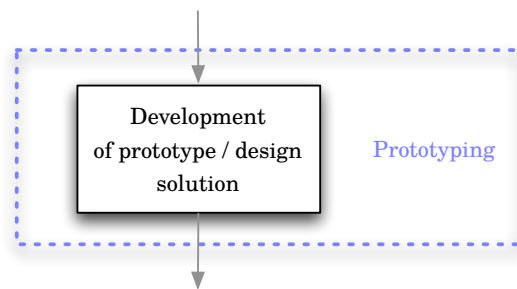 Development
of prototype / design
solution
Prototyping